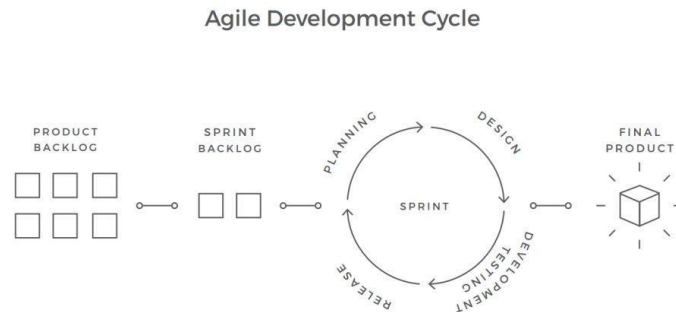 Agile Development Cycle
PRODUCT
BACKLOG
SPRINT
BACKLOG
PLANNING
DESIGN
SPRINT
DEVELOPMENT
TESTING
RELEASE
FINAL
PRODUCT